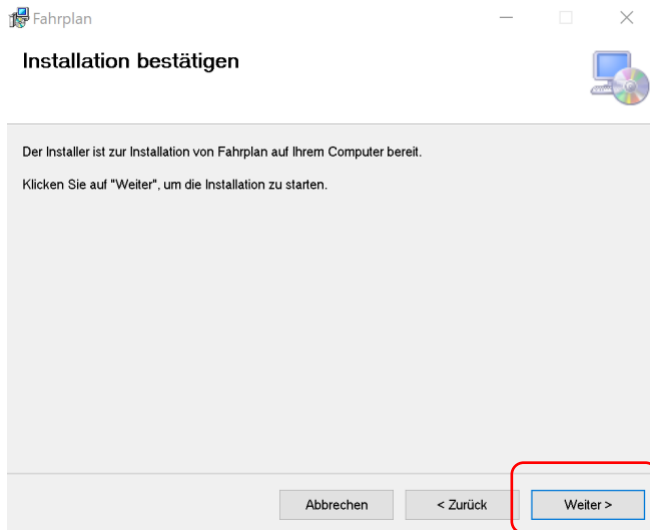 Fahrplan
Installation bestätigen
Der Installer ist zur Installation von Fahrplan auf Ihrem Computer bereit.
Klicken Sie auf "Weiter", um die Installation zu starten.
Abbrechen
< Zurück
Weiter >